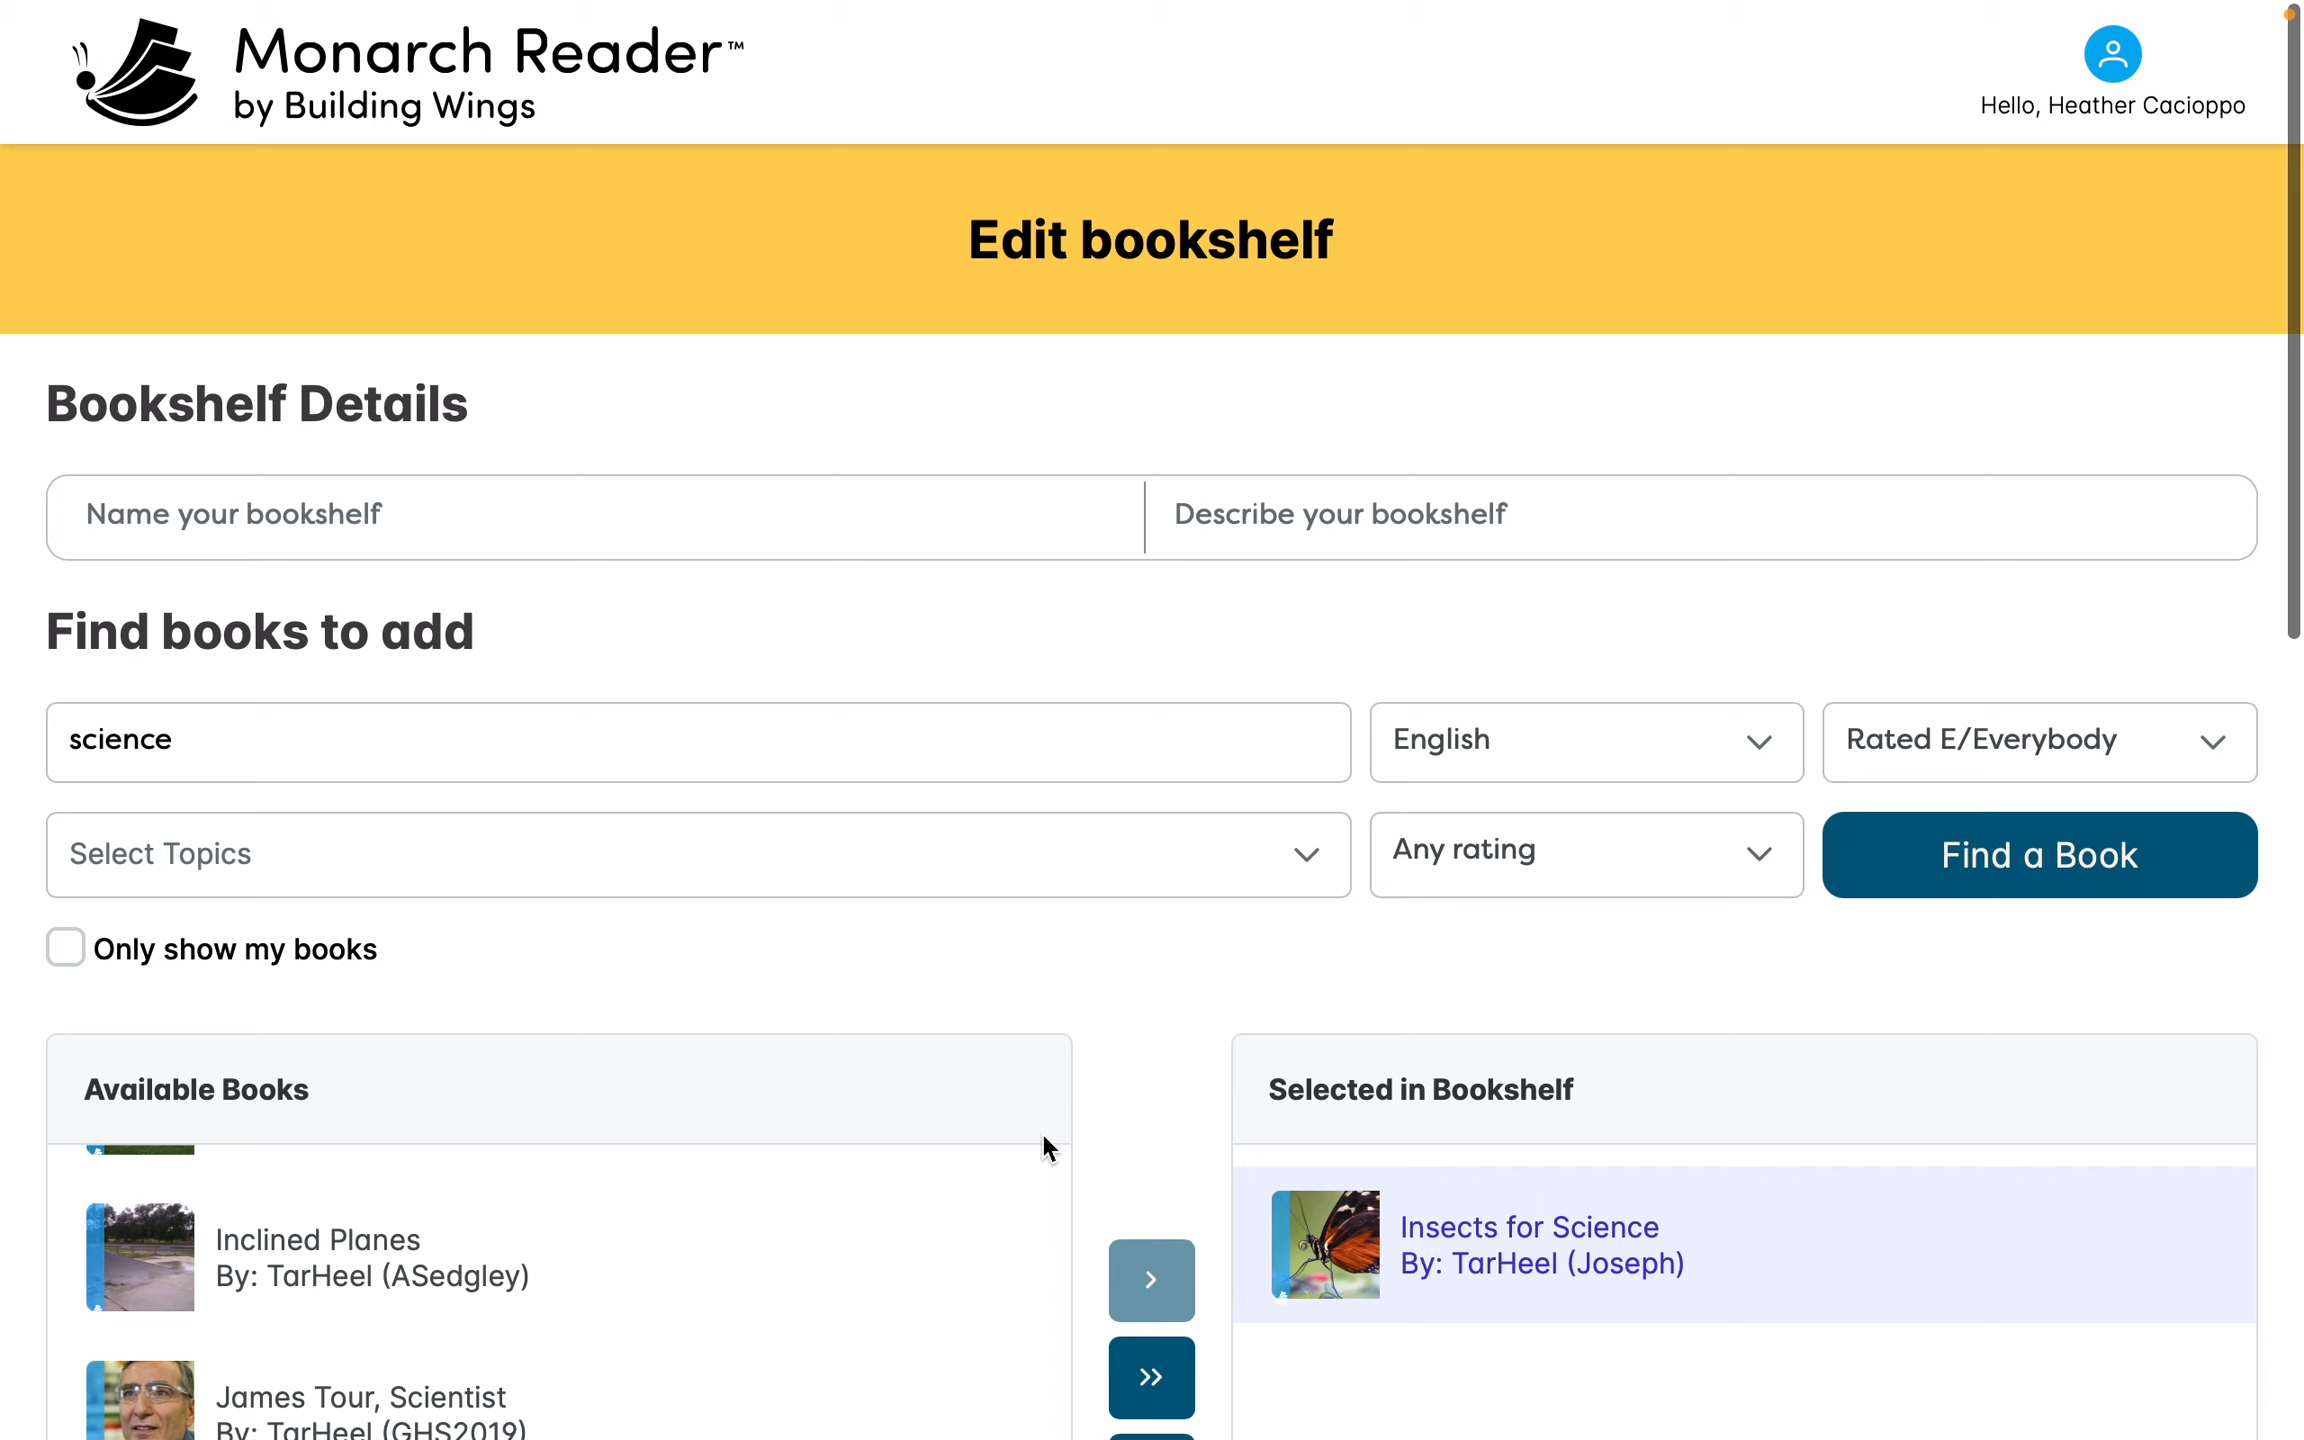 Monarch Reader™
by Building Wings
Hello, Heather Cacioppo
Edit bookshelf
Bookshelf Details
Name your bookshelf
Describe your bookshelf
Find books to add
science
English
Rated E/Everybody
Select Topics
Any rating
Find a Book
Only show my books
Available Books
Selected in Bookshelf
Inclined Planes
By: TarHeel (ASedgley)
Insects for Science
By: TarHeel (Joseph)
James Tour, Scientist
By: TarHeel (GHS2019)